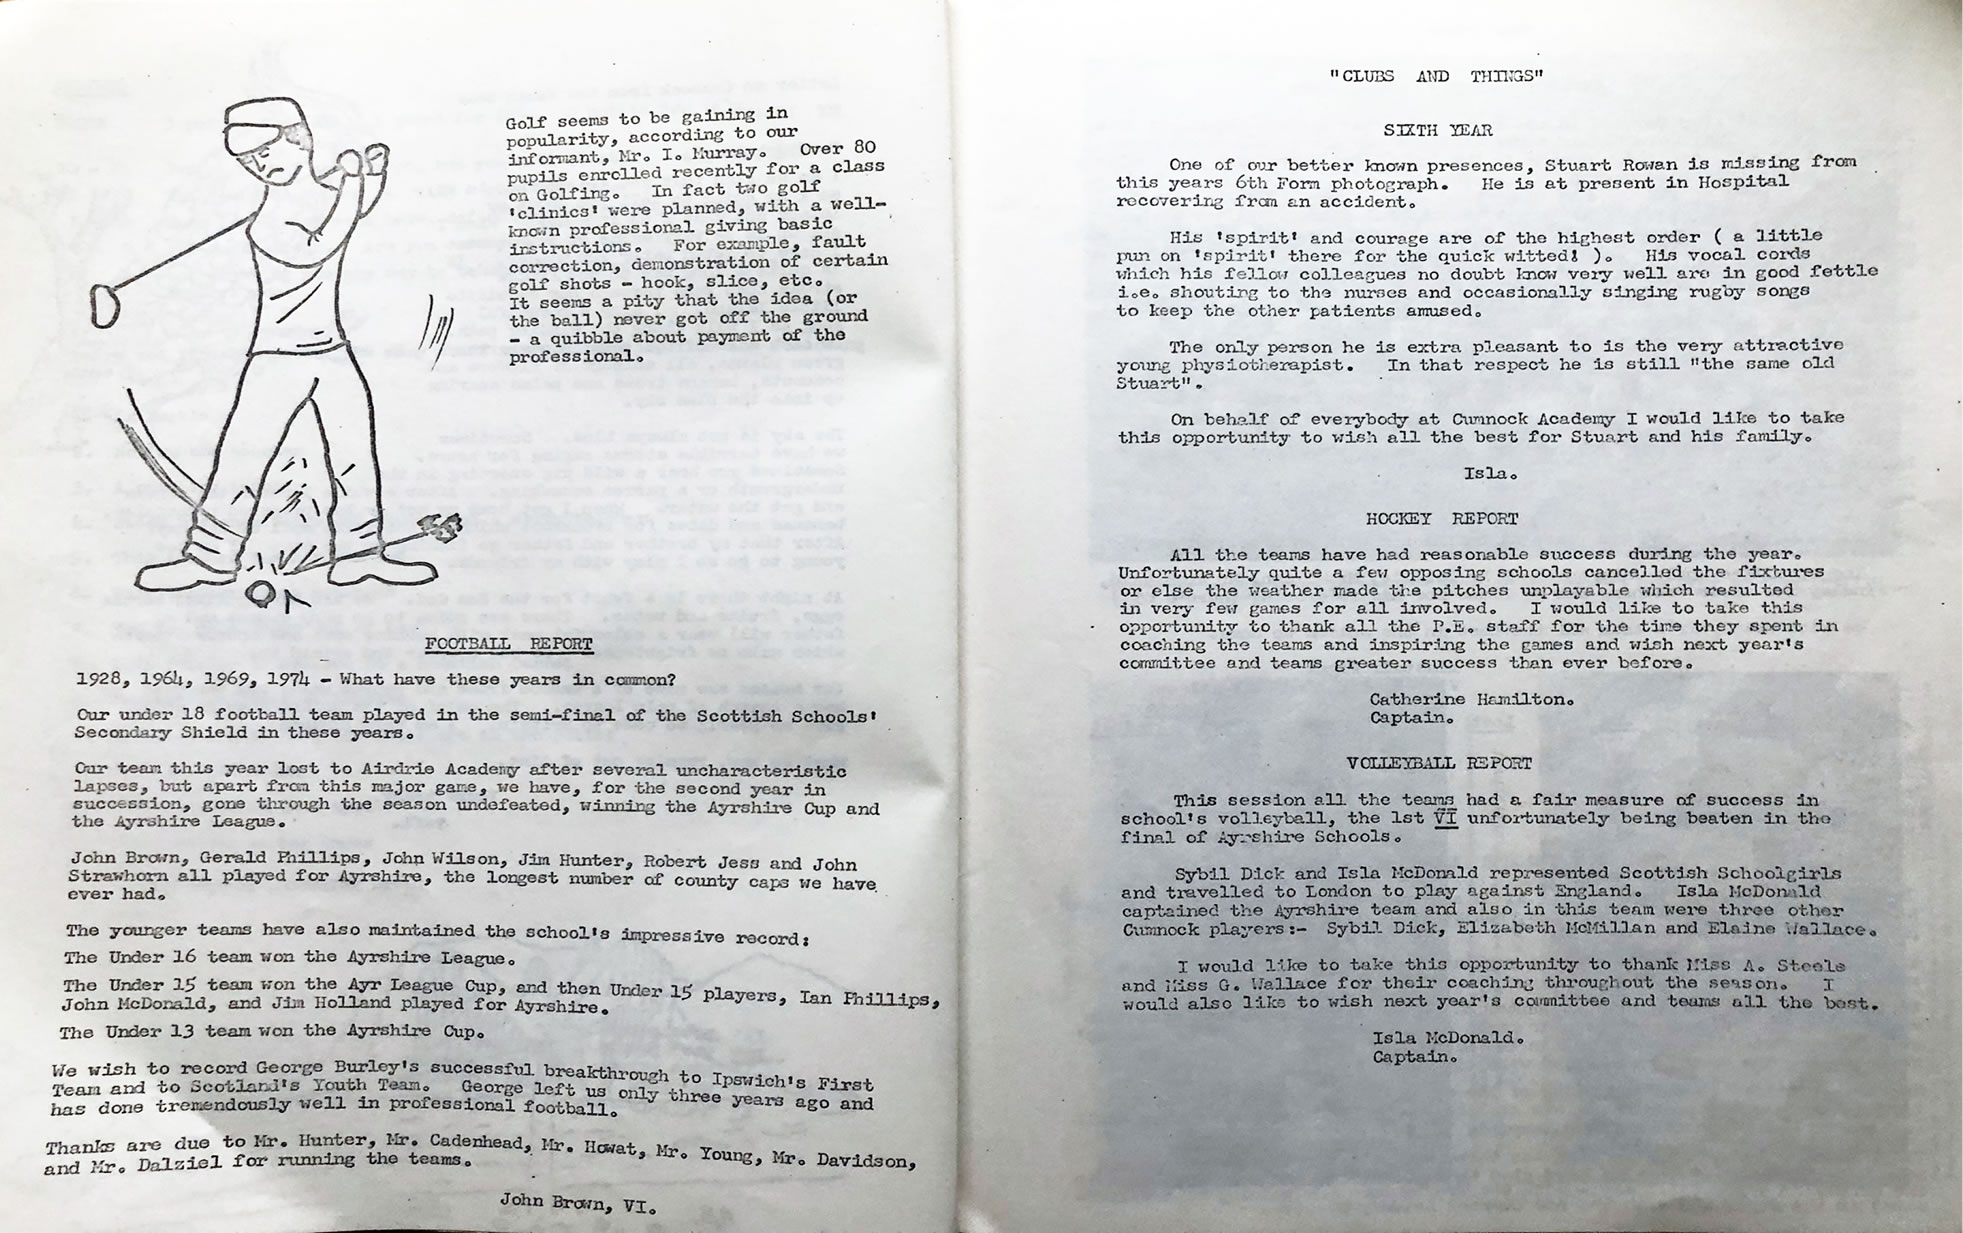 Golf seems to be gaining in
popularity, according to our
informant, Mr. I. Murray. Over 80
pupils enrolled recently for a class
on Golfing. In fact two golf
'clinics' were planned, with a well-
known professional giving basic
instructions. For example, fault
correction, demonstration of certain
golf shots - hook, slice, etc.
It seems a pity that the idea (or
the ball) never got off the ground
- a quibble about payment of the
professional.
FOOTBALL REPORT
1928, 1964, 1969, 1974 - What have these years in common?
Our under 18 football team played in the semi-final of the Scottish Schools'
Secondary Shield in these years.
Our team this year lost to Airdrie Academy after several uncharacteristic
lapses, but apart from this major game, we have, for the second year in
succession, gone through the season undefeated, winning the Ayrshire Cup and
the Ayrshire League.
John Brown, Gerald Phillips, John Wilson, Jim Hunter, Robert Jess and John
Strawhorn all played for Ayrshire, the longest number of county caps we have
ever had.
The younger teams have also maintained the school's impressive record:
The Under 16 team won the Ayrshire League.
The Under 15 team won the Ayr League Cup, and then Under 15 players, Ian Phillips,
John McDonald, and Jim Holland played for Ayrshire.
The Under 13 team won the Ayrshire Cup.
We wish to record George Burley's successful breakthrough to Ipswich's First
Team and to Scotland's Youth Team. George left us only three years ago and
has done tremendously well in professional football.
Thanks are due to Mr. Hunter, Mr. Cadenhead, Mr. Howat, Mr. Young, Mr. Davidson,
and Mr. Dalziel for running the teams.
John Brown, VI.
"CLUBS AND THINGS"
SIXTH YEAR
One of our better known presences, Stuart Rowan is missing from
this years 6th Form photograph. He is at present in Hospital
recovering from an accident.
His 'spirit' and courage are of the highest order ( a little
pun on 'spirit' there for the quick witted! ). His vocal cords
which his fellow colleagues no doubt know very well are in good fettle
i.e. shouting to the nurses and occasionally singing rugby songs
to keep the other patients amused.
The only person he is extra pleasant to is the very attractive
young physiotherapist. In that respect he is still "the same old
Stuart".
On behalf of everybody at Cumnock Academy I would like to take
this opportunity to wish all the best for Stuart and his family.
Isla.
HOCKEY REPORT
All the teams have had reasonable success during the year.
Unfortunately quite a few opposing schools cancelled the fixtures
or else the weather made the pitches unplayable which resulted
in very few games for all involved. I would like to take this
opportunity to thank all the P.E. staff for the time they spent in
coaching the teams and inspiring the games and wish next year's
committee and teams greater success than ever before.
Catherine Hamilton.
Captain.
VOLLEYBALL REPORT
This session all the teams had a fair measure of success in
school's volleyball, the 1st VI unfortunately being beaten in the
final of Ayrshire Schools.
Sybil Dick and Isla McDonald represented Scottish Schoolgirls
and travelled to London to play against England. Isla McDonald
captained the Ayrshire team and also in this team were three other
Cumnock players:- Sybil Dick, Elizabeth McMillan and Elaine Wallace.
I would like to take this opportunity to thank Miss A. Steele
and Miss G. Wallace for their coaching throughout the season. I
would also like to wish next year's committee and teams all the best.
Isla McDonald.
Captain.